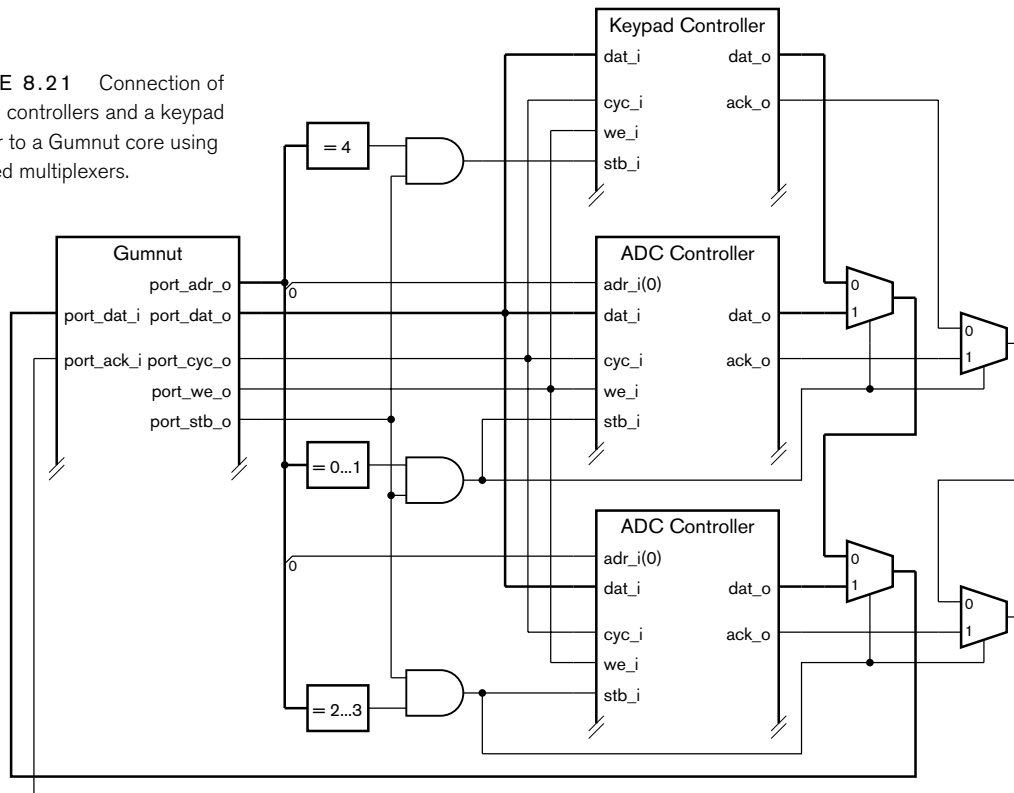 E 8.21 Connection of
controllers and a keypad
r to a Gumnut core using
ed multiplexers.
Keypad Controller
dat_i dat_o
cyc_i ack_o
we_i
stb_i
= 4
Gumnut
port_adr_o
port_dat_i port_dat_o
port_ack_i port_cyc_o
port_we_o
port_stb_o
0
ADC Controller
adr_i(0)
dat_i dat_o
cyc_i ack_o
we_i
stb_i
0
1
0
1
= 0...1
0
ADC Controller
adr_i(0)
dat_i dat_o
cyc_i ack_o
we_i
stb_i
0
1
0
1
= 2...3